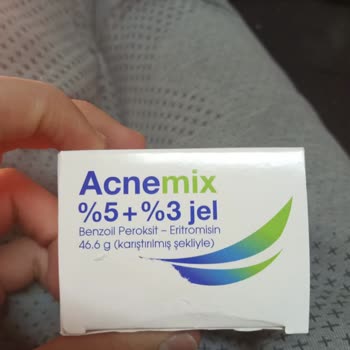 Acnemix
%5+%3 jel
Benzoil Peroksit – Eritromisin
46.6 g (karıştırılmış şekliyle)